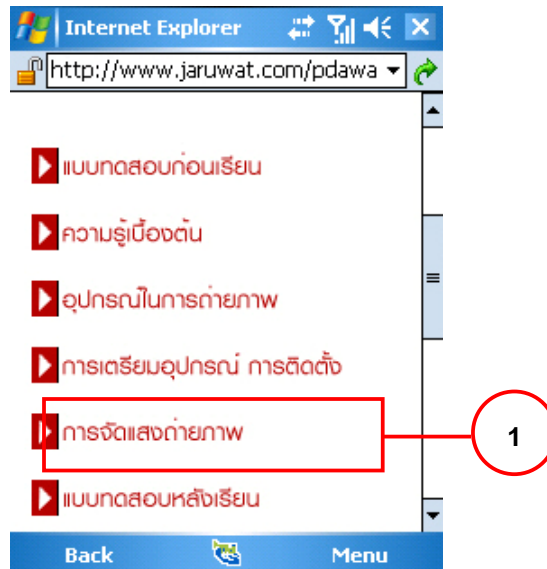 Internet Explorer
http://www.jaruwat.com/pdawa
แบบทดสอบก่อนเรียน
ความรู้เบื้องต้น
อุปกรณ์ในการถ่ายภาพ
การเตรียมอุปกรณ์ การติดตั้ง
การจัดแสงถ่ายภาพ
1
แบบทดสอบหลังเรียน
Back
Menu